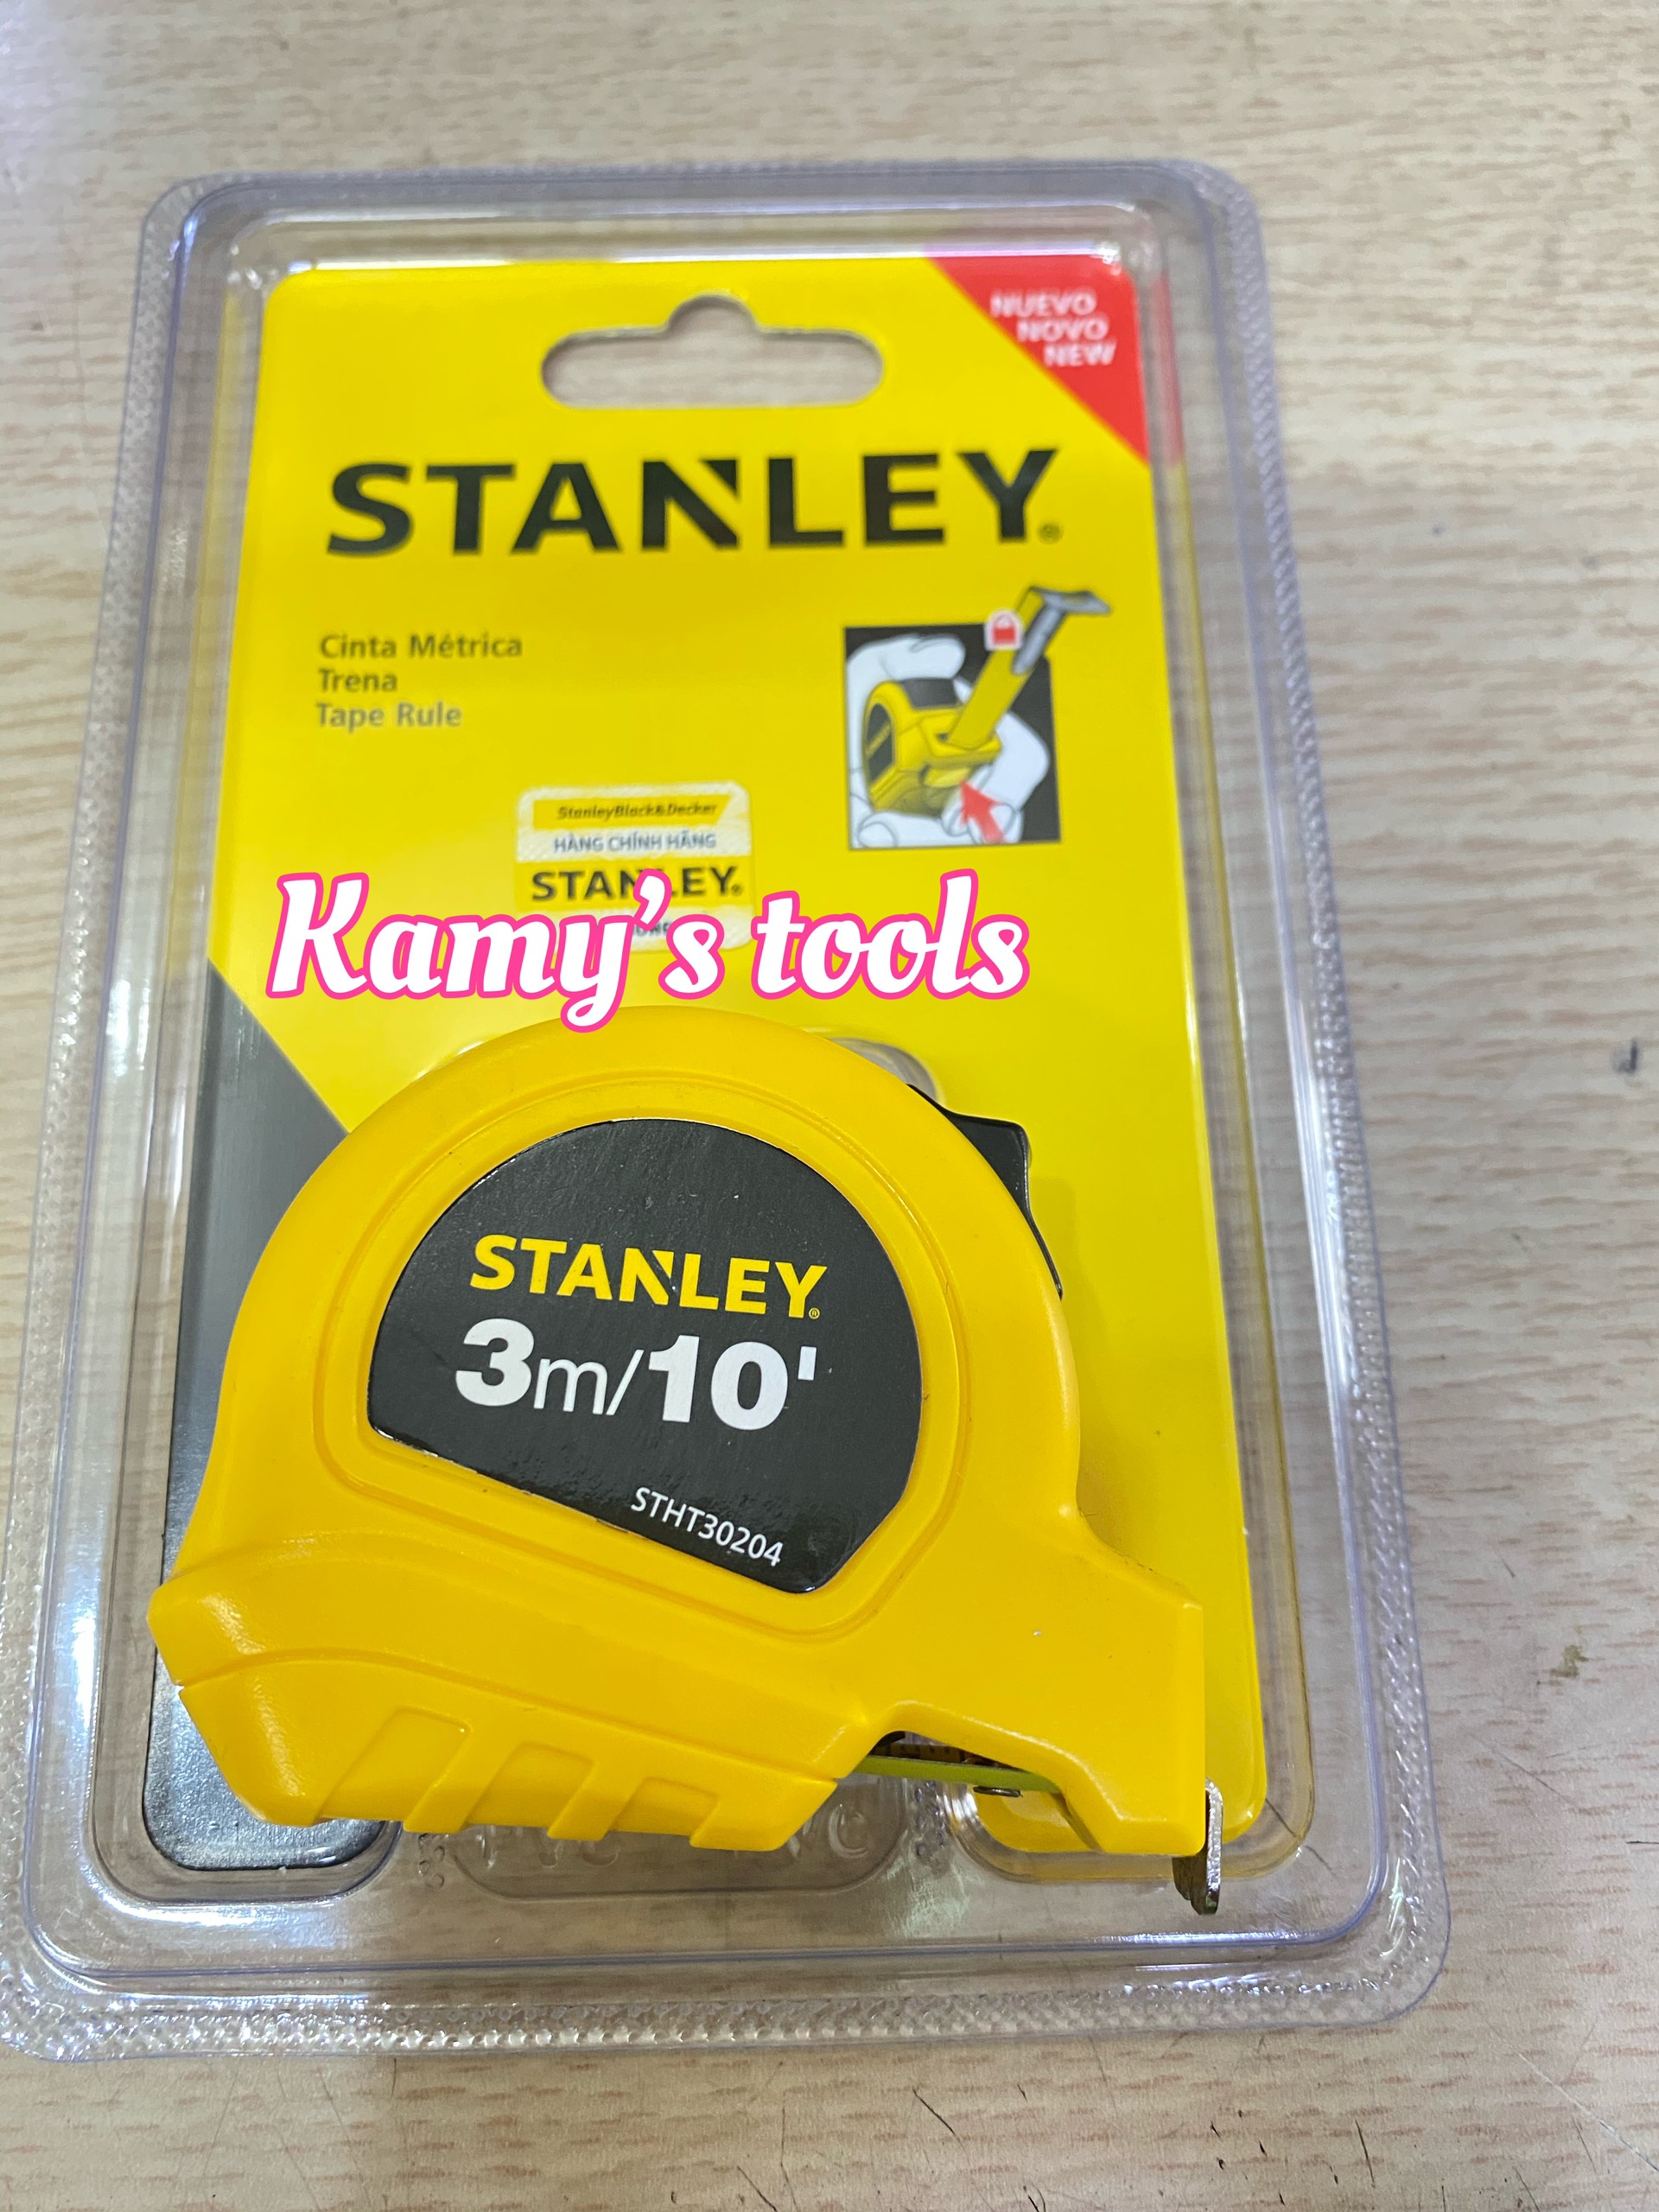 NUEVO
NOVO
NEW
STANLEY®
Cinta Métrica
Trena
Tape Rule
StanleyBlack&Decker
HÀNG CHÍNH HÃNG
STANLEY®
Kamy's tools
STANLEY®
3m/10'
STHT30204